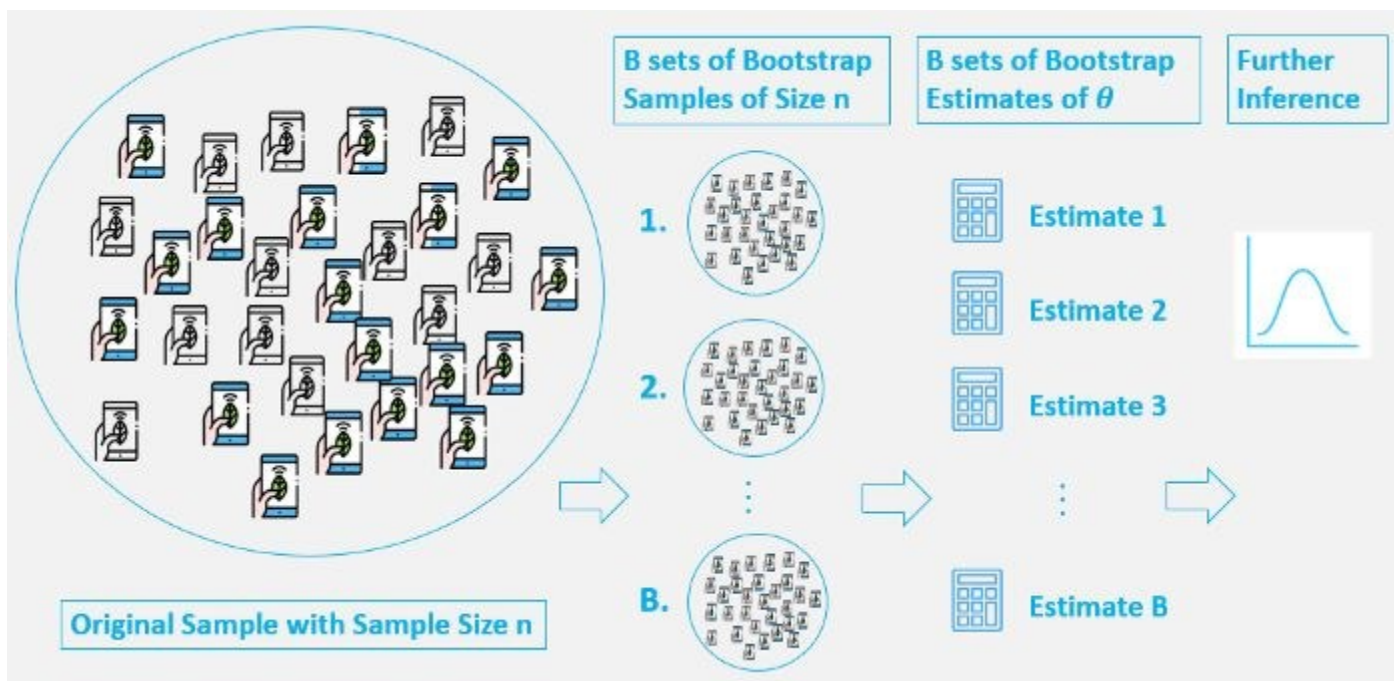 B sets of Bootstrap
Samples of Size n
B sets of Bootstrap
Estimates of θ
Further
Inference
1.
Estimate 1
Estimate 2
2.
Estimate 3
⋮
⋮
B.
Estimate B
Original Sample with Sample Size n